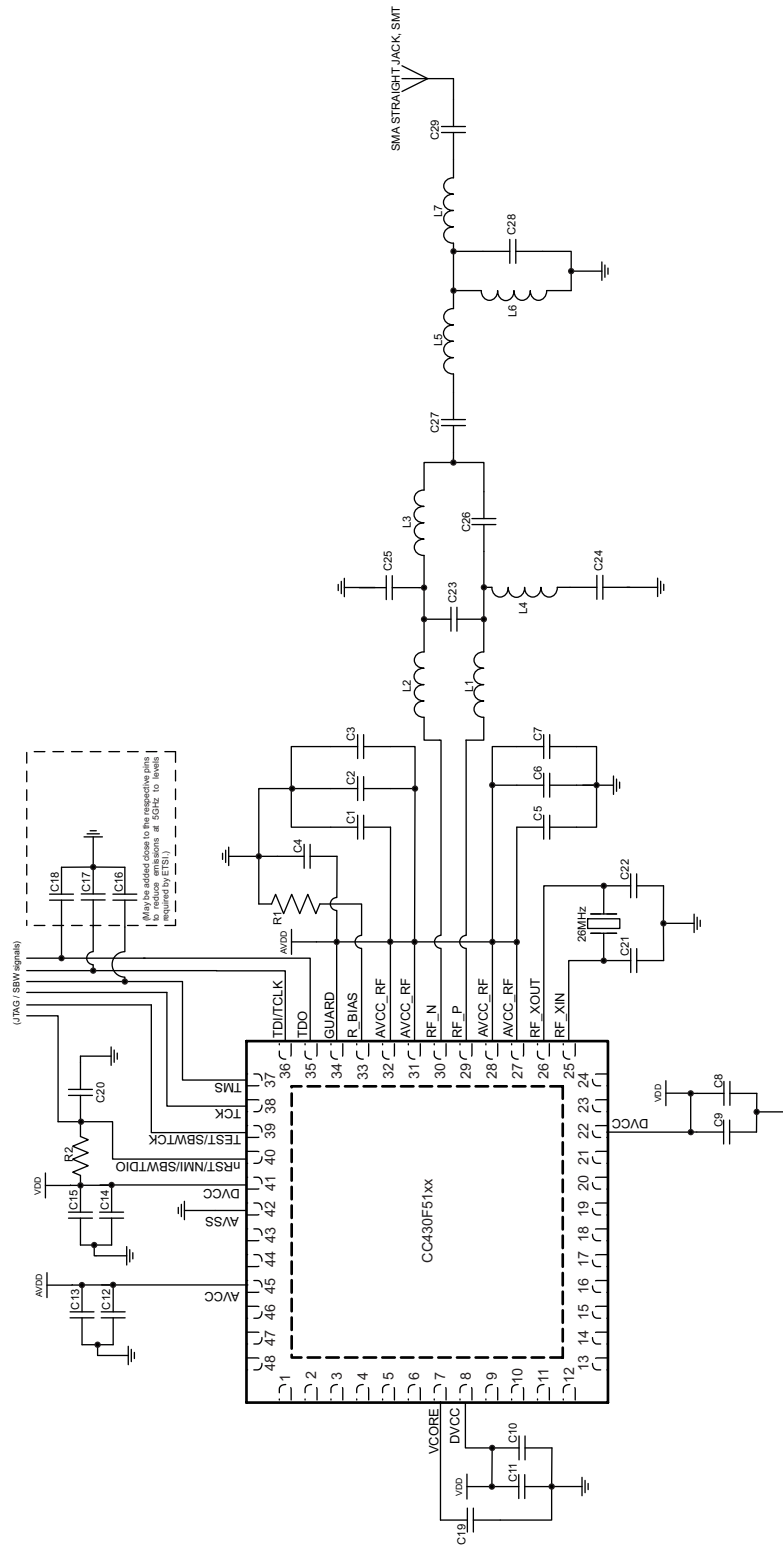 SMA STRAIGHT JACK, SMT
C29
L7
C28
L6
L5
C27
L3
C26
C25
C23
C24
L4
L2
L1
(May be added close to the respective pins
to reduce emissions at 5GHz to levels
required by ETSI.)
C18
C17
C16
(JTAG / SBW signals)
C3
C2
C1
C4
R1
AVDD
C7
C6
C5
C22
26MHz
C21
TDI/TCLK
TDO
GUARD
R_BIAS
AVCC_RF
AVCC_RF
RF_N
RF_P
AVCC_RF
AVCC_RF
RF_XOUT
RF_XIN
36
35
34
33
32
31
30
29
28
27
26
25
C20
R2
VDD
C15
C14
AVDD
C13
C12
TMS
TCK
TEST/SBWTCK
nRST/NMI/SBWTDIO
DVCC
AVSS
AVCC
37
38
39
40
41
42
43
44
45
46
47
48
CC430F51xx
24
23
22
21
20
19
18
17
16
15
14
13
DVCC
VDD
C8
C9
1
2
3
4
5
6
7
8
9
10
11
12
VCORE
DVCC
VDD
C10
C11
C19